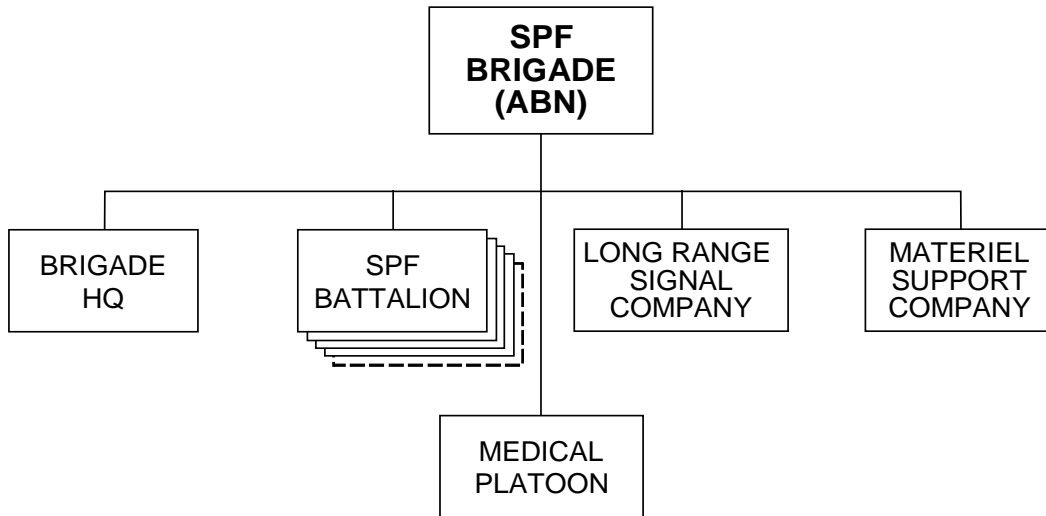 SPF
BRIGADE
(ABN)
BRIGADE
HQ
SPF
BATTALION
LONG RANGE
SIGNAL
COMPANY
MATERIEL
SUPPORT
COMPANY
MEDICAL
PLATOON